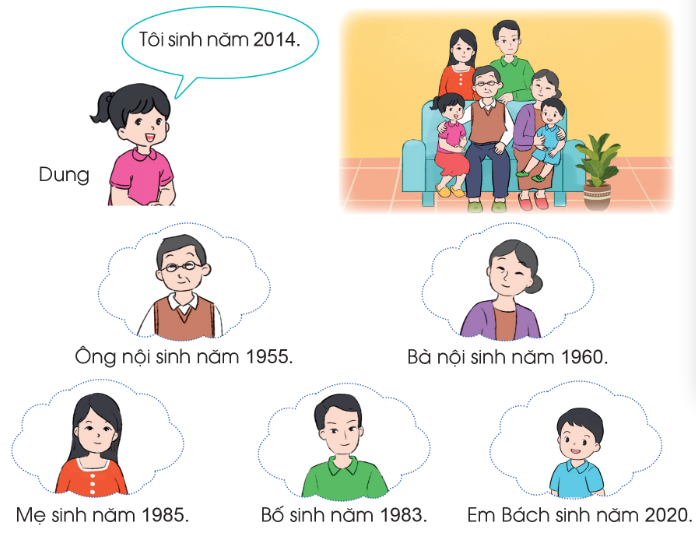 Tôi sinh năm 2014.
Dung
Ông nội sinh năm 1955.
Bà nội sinh năm 1960.
Mẹ sinh năm 1985.
Bố sinh năm 1983.
Em Bách sinh năm 2020.